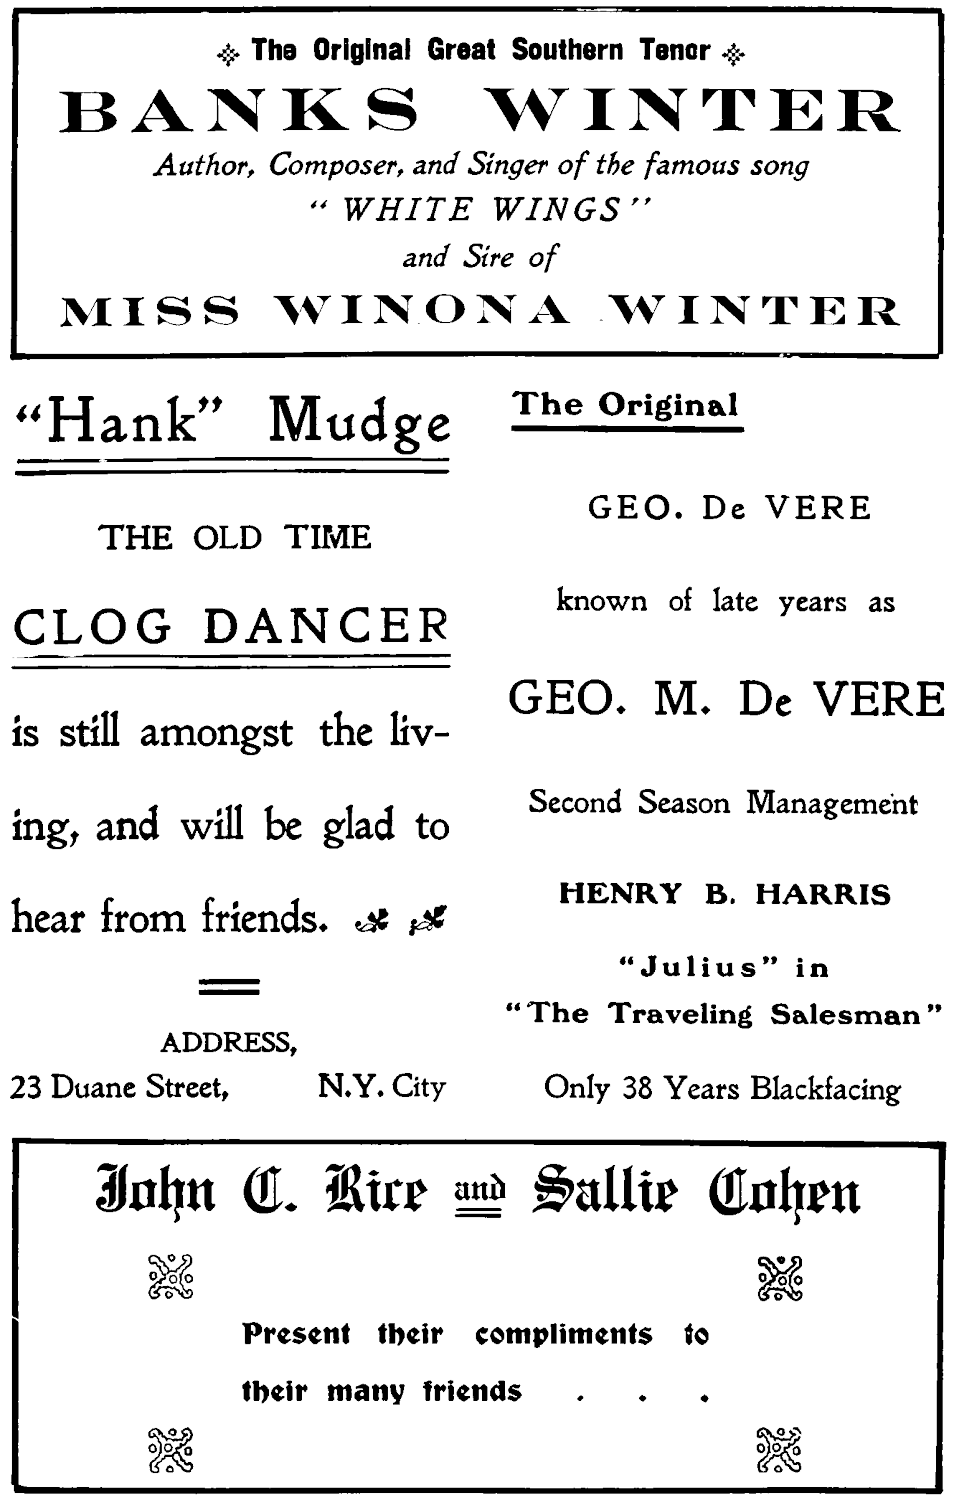 The Original Great Southern Tenor
BANKS WINTER
Author, Composer, and Singer of the famous song
“ WHITE WINGS ”
and Sire of
MISS WINONA WINTER
“Hank” Mudge
THE OLD TIME
CLOG DANCER
is still amongst the liv-
ing, and will be glad to
hear from friends.
ADDRESS,
23 Duane Street, N.Y. City
The Original
GEO. De VERE
known of late years as
GEO. M. De VERE
Second Season Management
HENRY B. HARRIS
“Julius” in
“The Traveling Salesman”
Only 38 Years Blackfacing
John C. Rice and Sallie Cohen
Present their compliments to
their many friends . . .